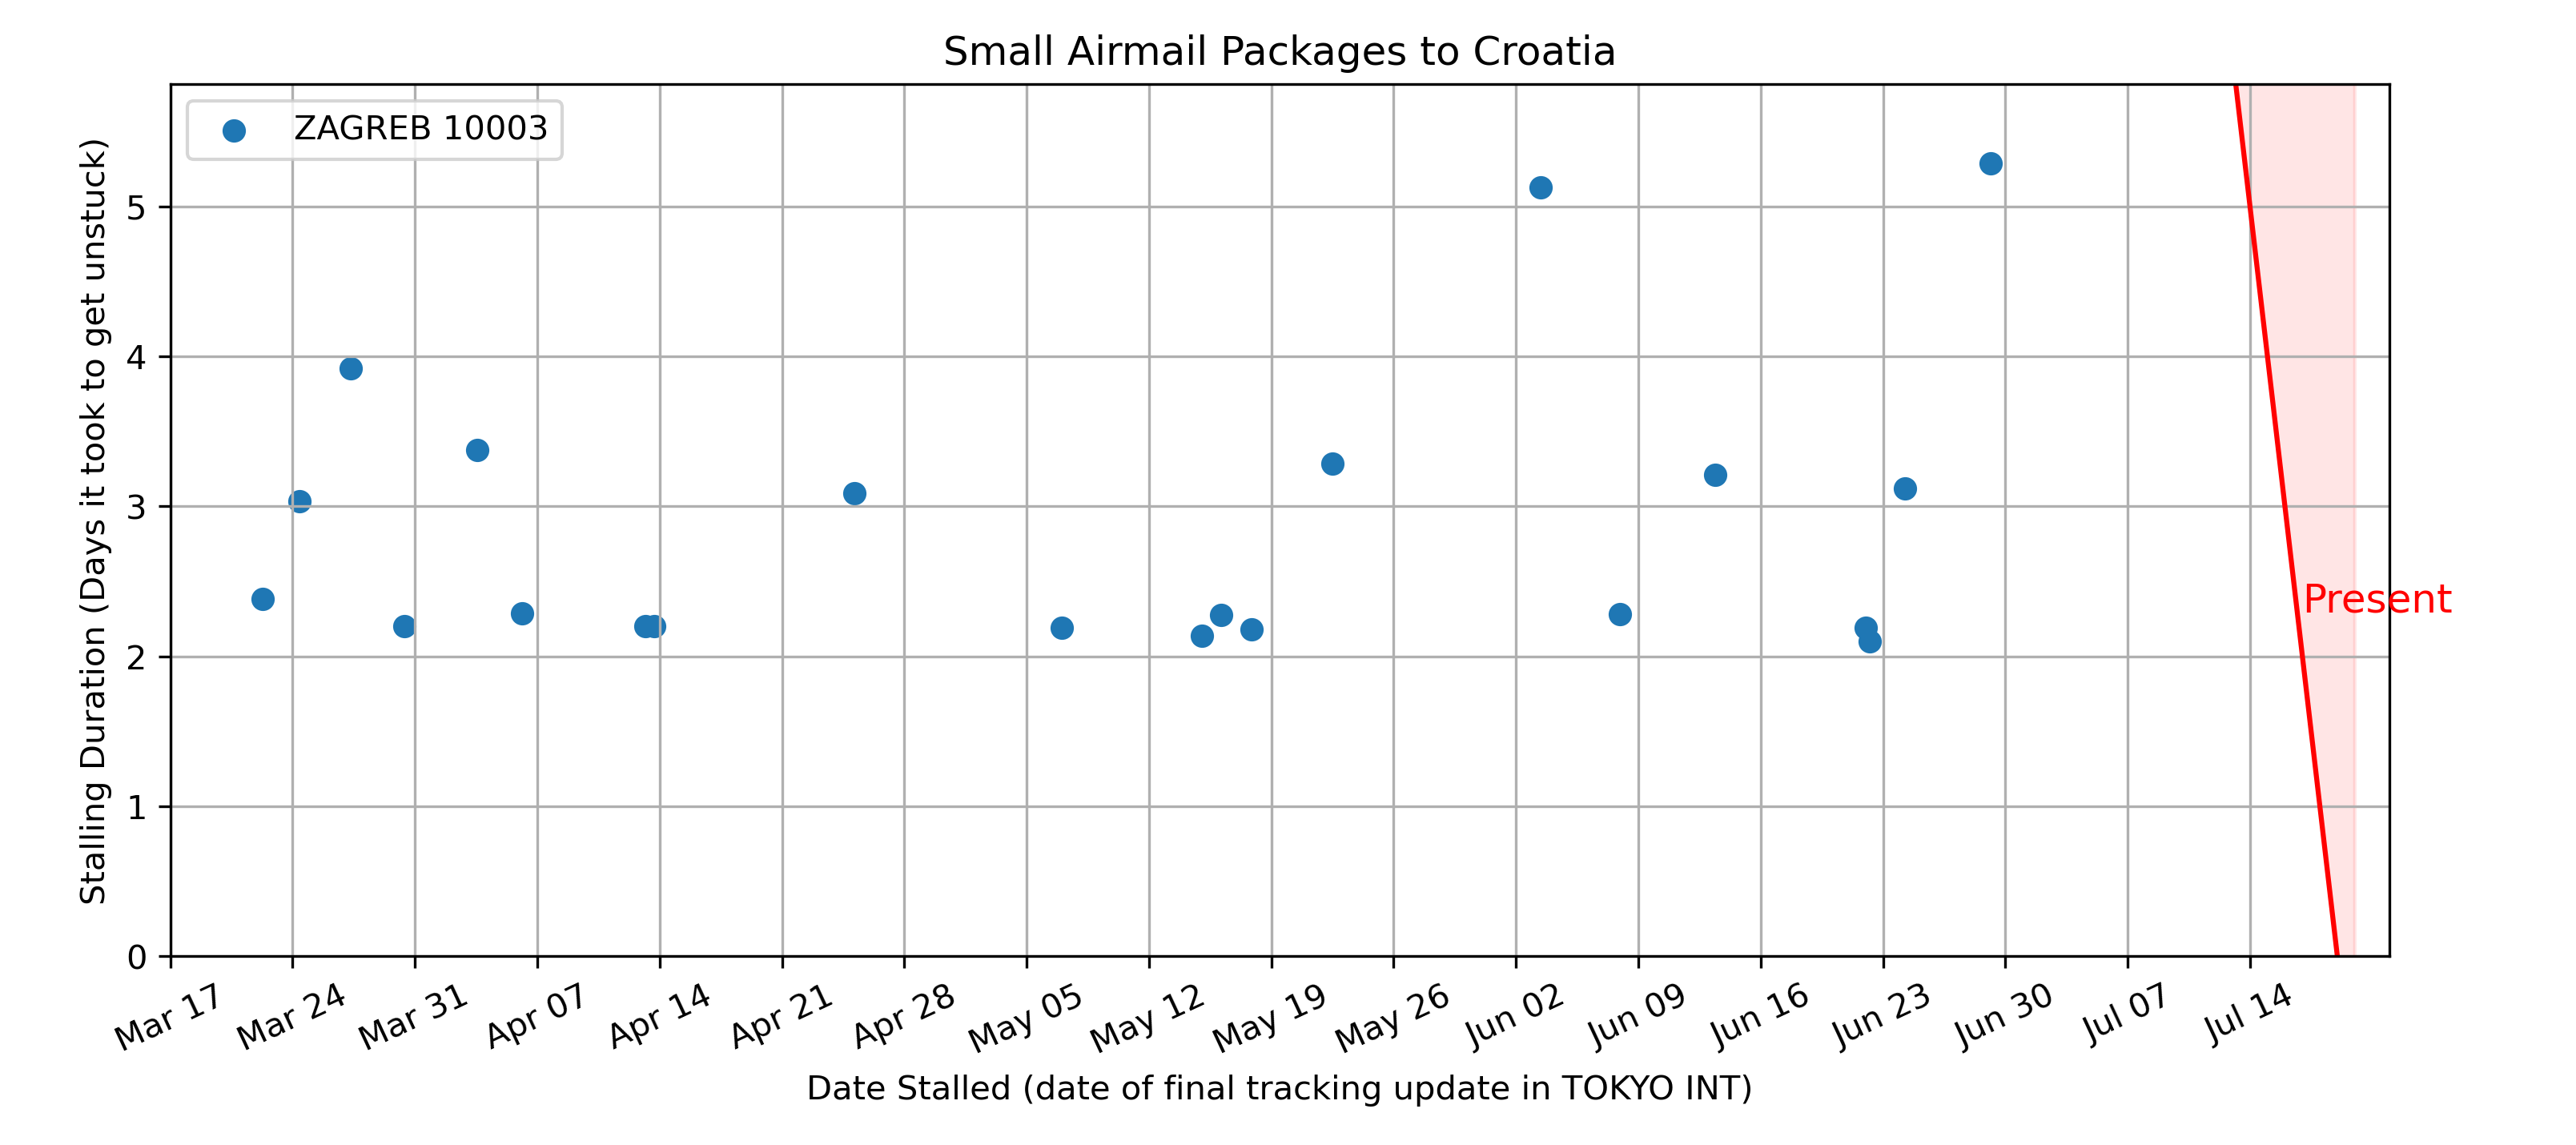 Small Airmail Packages to Croatia
ZAGREB 10003
Stalling Duration (Days it took to get unstuck)
5
4
3
2
1
0
Present
Mar 17
Mar 24
Mar 31
Apr 07
Apr 14
Apr 21
Apr 28
May 05
May 12
May 19
May 26
Jun 02
Jun 09
Jun 16
Jun 23
Jun 30
Jul 07
Jul 14
Date Stalled (date of final tracking update in TOKYO INT)